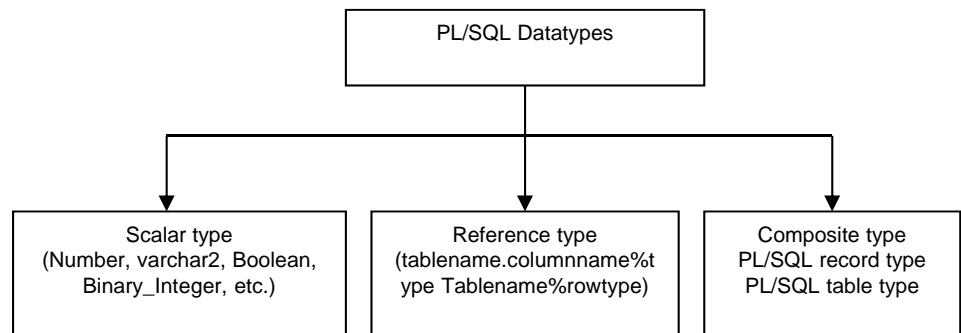 PL/SQL Datatypes
Scalar type
(Number, varchar2, Boolean,
Binary_Integer, etc.)
Reference type
(tablename.columnname%t
ype Tablename%rowtype)
Composite type
PL/SQL record type
PL/SQL table type